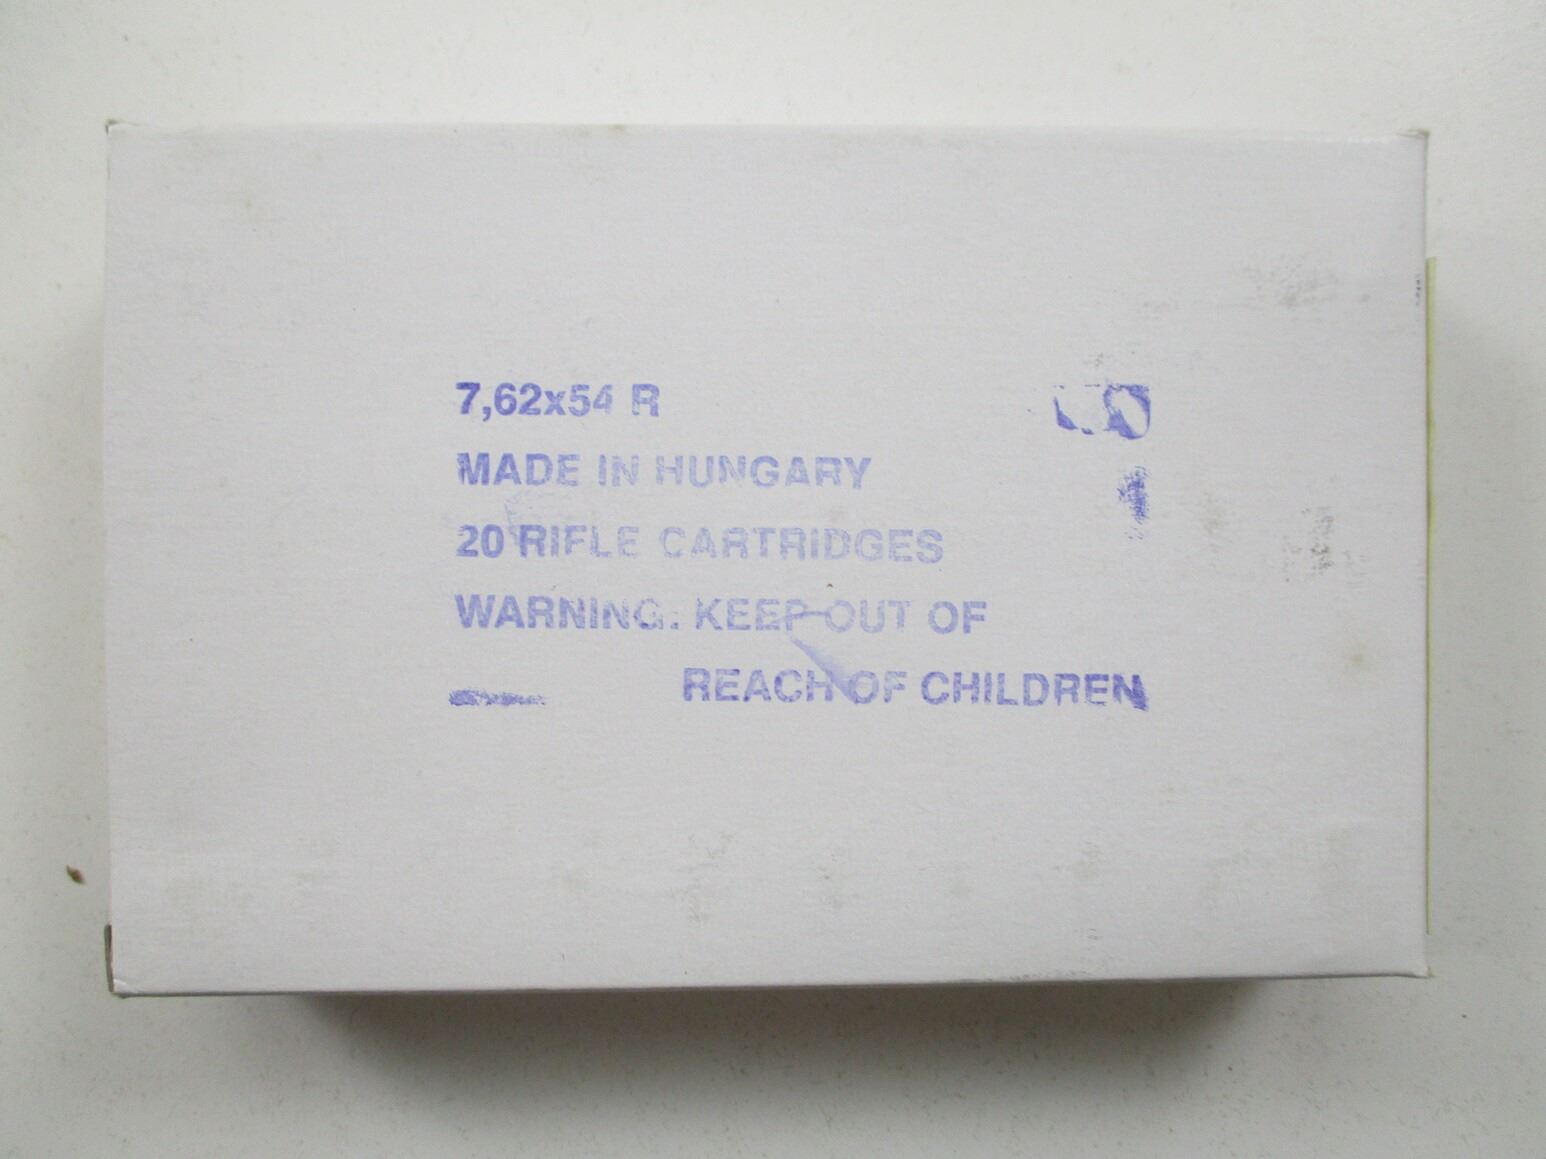 7,62x54 R
MADE IN HUNGARY
20 RIFLE CARTRIDGES
WARNING: KEEP OUT OF
REACH OF CHILDREN